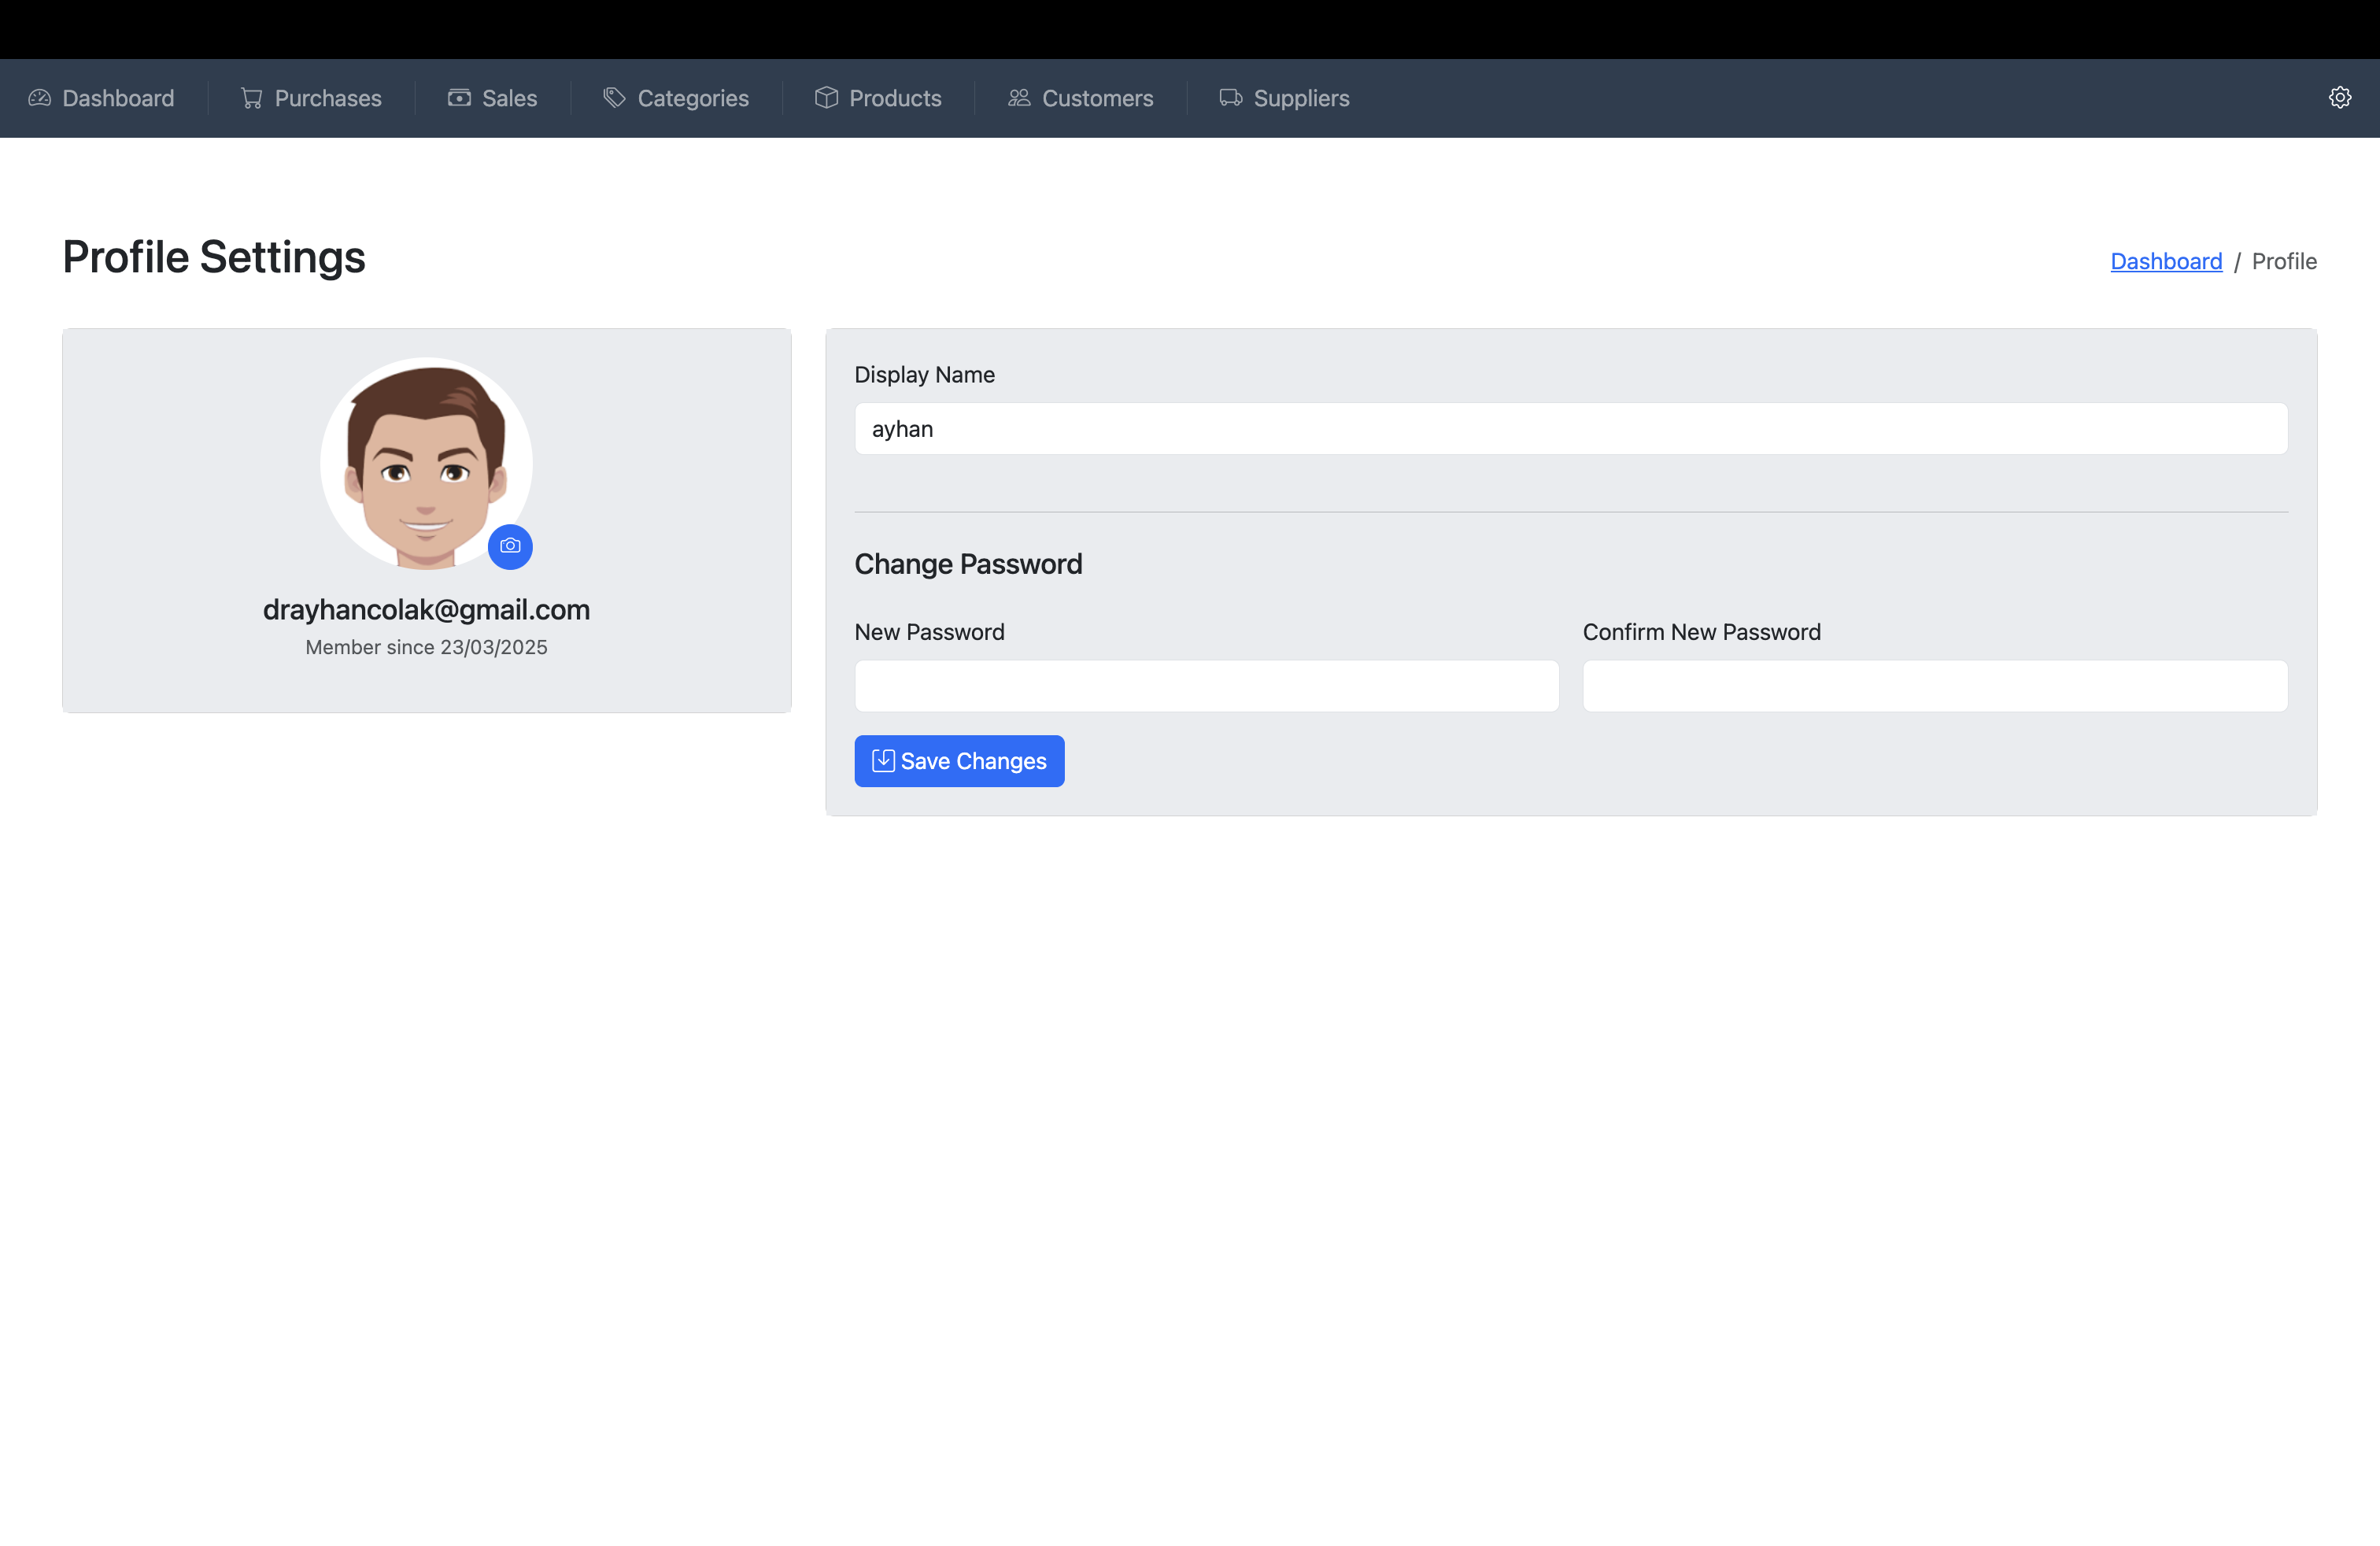 Dashboard Purchases Sales Categories Products Customers Suppliers
Profile Settings
Dashboard / Profile
drayhancolak@gmail.com
Member since 23/03/2025
Display Name
ayhan
Change Password
New Password Confirm New Password
Save Changes